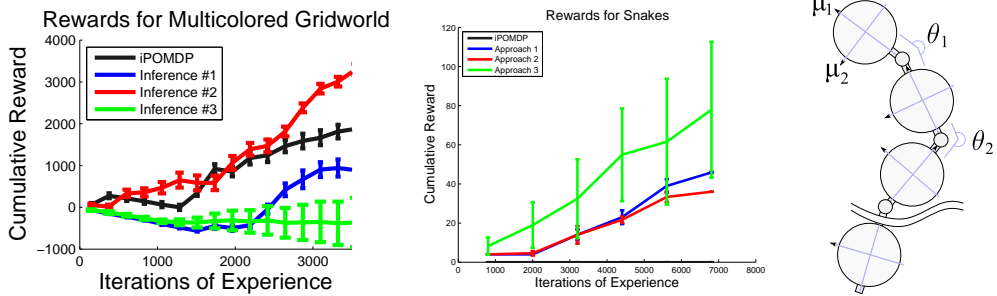 Rewards for Multicolored Gridworld
4000
3000
2000
1000
0
−1000
Cumulative Reward
iPOMDP
Inference #1
Inference #2
Inference #3
0
1000
2000
3000
Iterations of Experience
Rewards for Snakes
120
100
80
60
40
20
0
Cumulative Reward
iPOMDP
Approach 1
Approach 2
Approach 3
0
1000
2000
3000
4000
5000
6000
7000
8000
Iterations of Experience
μ1
μ2
θ1
θ2